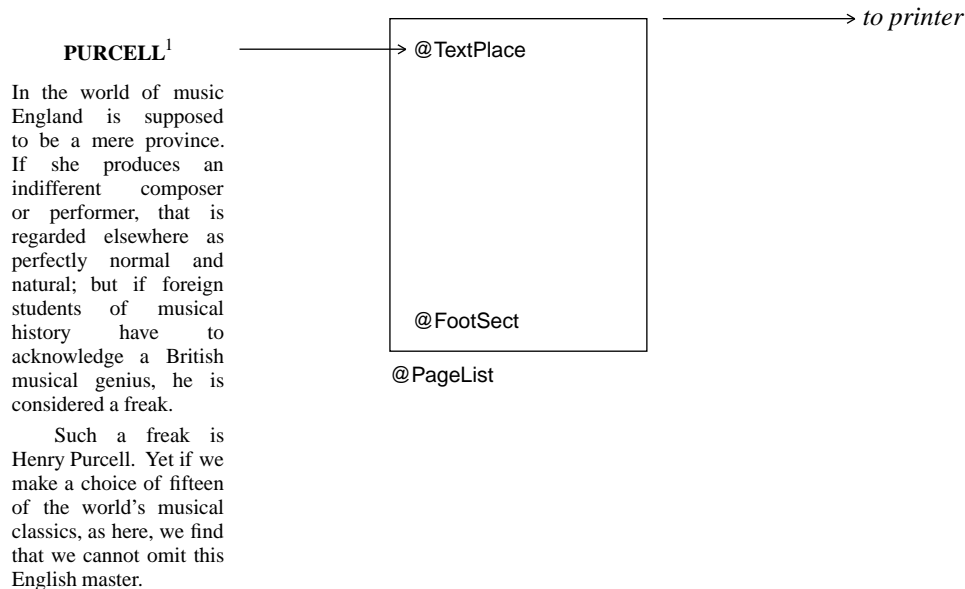 PURCELL1
In the world of music
England is supposed
to be a mere province.
If she produces an
indifferent composer
or performer, that is
regarded elsewhere as
perfectly normal and
natural; but if foreign
students of musical
history have to
acknowledge a British
musical genius, he is
considered a freak.
Such a freak is
Henry Purcell. Yet if we
make a choice of fifteen
of the world's musical
classics, as here, we find
that we cannot omit this
English master.
@TextPlace
@FootSect
@PageList
to printer